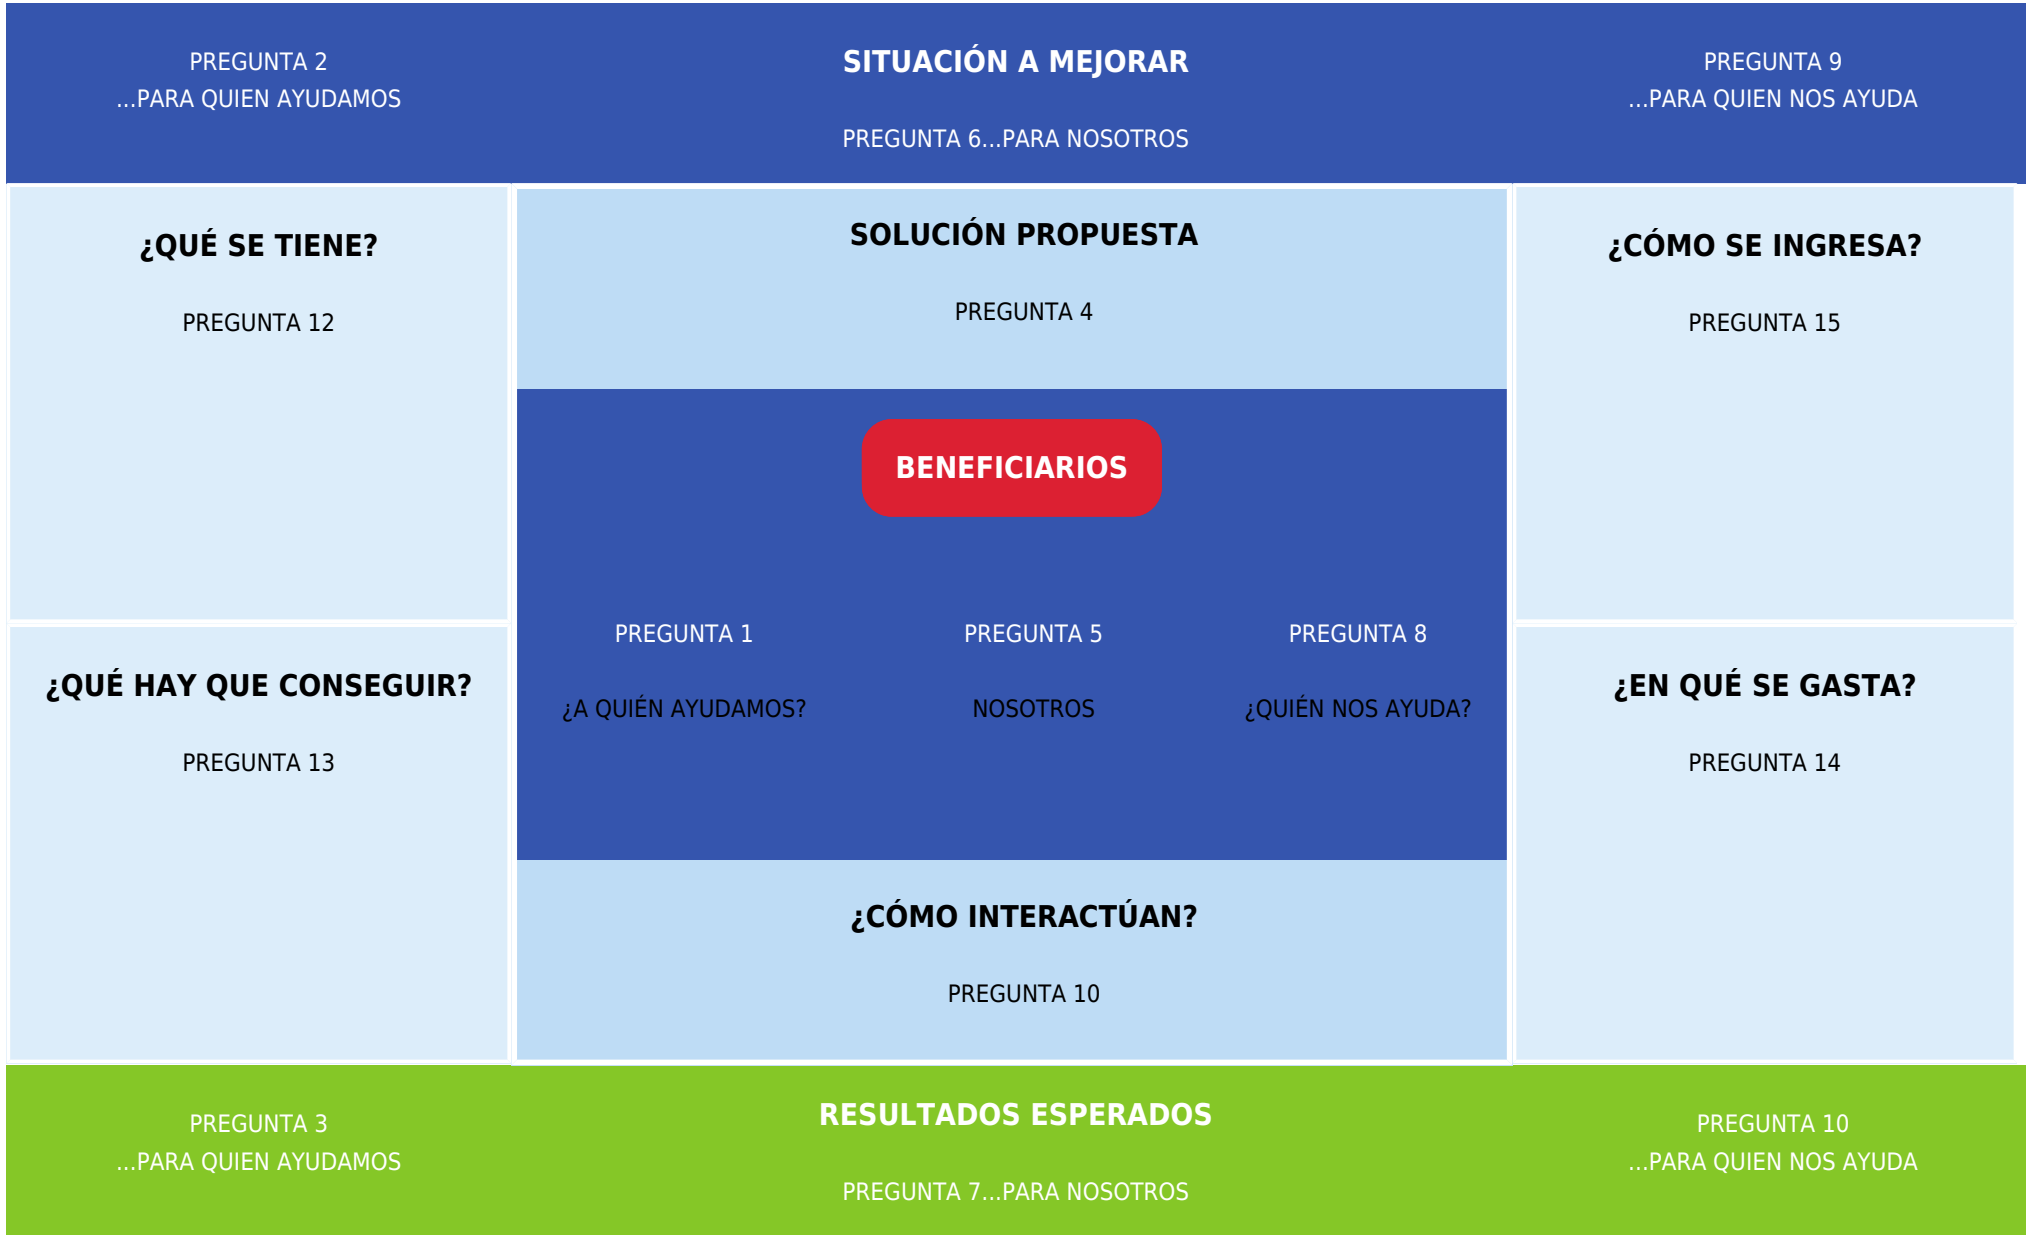 PREGUNTA 2
...PARA QUIEN AYUDAMOS
SITUACIÓN A MEJORAR
PREGUNTA 6...PARA NOSOTROS
PREGUNTA 9
...PARA QUIEN NOS AYUDA
¿QUÉ SE TIENE?
PREGUNTA 12
SOLUCIÓN PROPUESTA
PREGUNTA 4
¿CÓMO SE INGRESA?
PREGUNTA 15
BENEFICIARIOS
PREGUNTA 1
¿A QUIÉN AYUDAMOS?
PREGUNTA 5
NOSOTROS
PREGUNTA 8
¿QUIÉN NOS AYUDA?
¿QUÉ HAY QUE CONSEGUIR?
PREGUNTA 13
¿EN QUÉ SE GASTA?
PREGUNTA 14
¿CÓMO INTERACTÚAN?
PREGUNTA 10
PREGUNTA 3
...PARA QUIEN AYUDAMOS
RESULTADOS ESPERADOS
PREGUNTA 7...PARA NOSOTROS
PREGUNTA 10
...PARA QUIEN NOS AYUDA